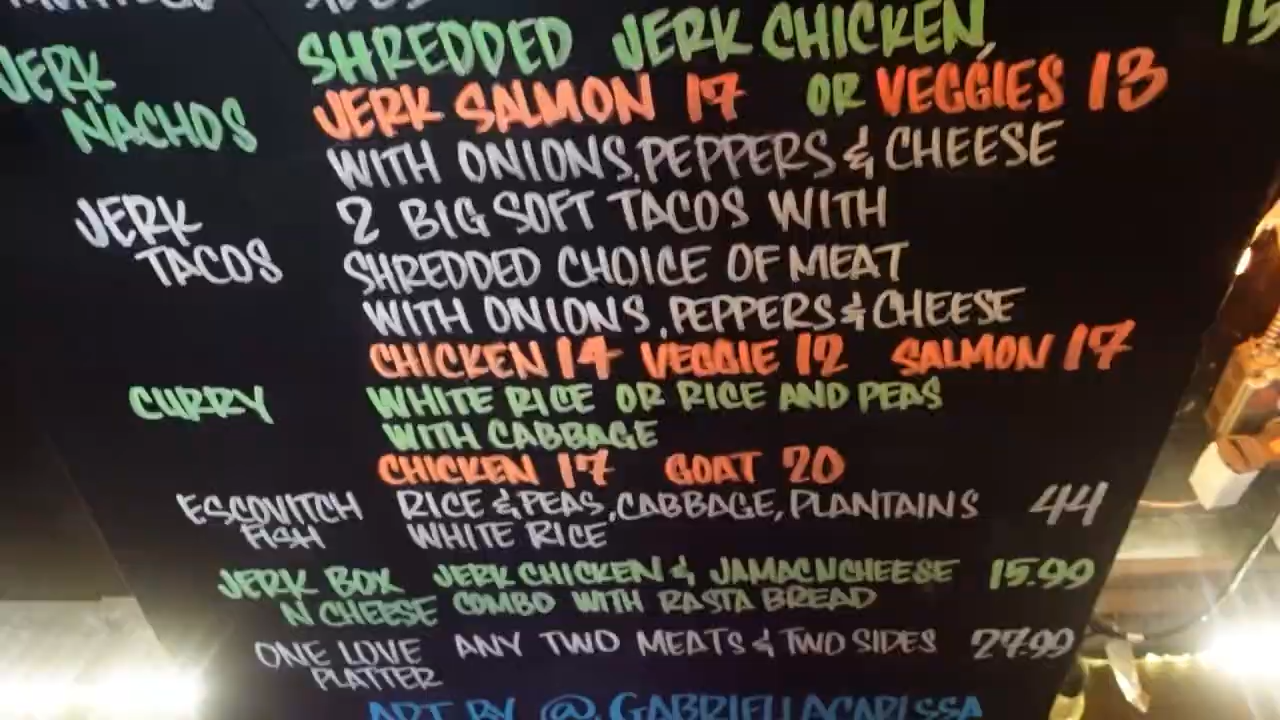 SHREDDED JERK CHICKEN, 15
JERK NACHOS
JERK SALMON 17 OR VEGGIES 13
WITH ONIONS, PEPPERS & CHEESE
JERK TACOS
2 BIG SOFT TACOS WITH
SHREDDED CHOICE OF MEAT
WITH ONIONS, PEPPERS & CHEESE
CHICKEN 14 VEGGIE 12 SALMON 17
CURRY WHITE RICE OR RICE AND PEAS
WITH CABBAGE
CHICKEN 17 GOAT 20
ESCOVITCH RICE & PEAS, CABBAGE, PLANTAINS 44
FISH WHITE RICE
JERK BOX JERK CHICKEN & JAMACNCHEESE 15.99
N CHEESE COMBO WITH RASTA BREAD
ONE LOVE ANY TWO MEATS & TWO SIDES 27.99
PLATTER
ART BY @GABRIELLACARISSA